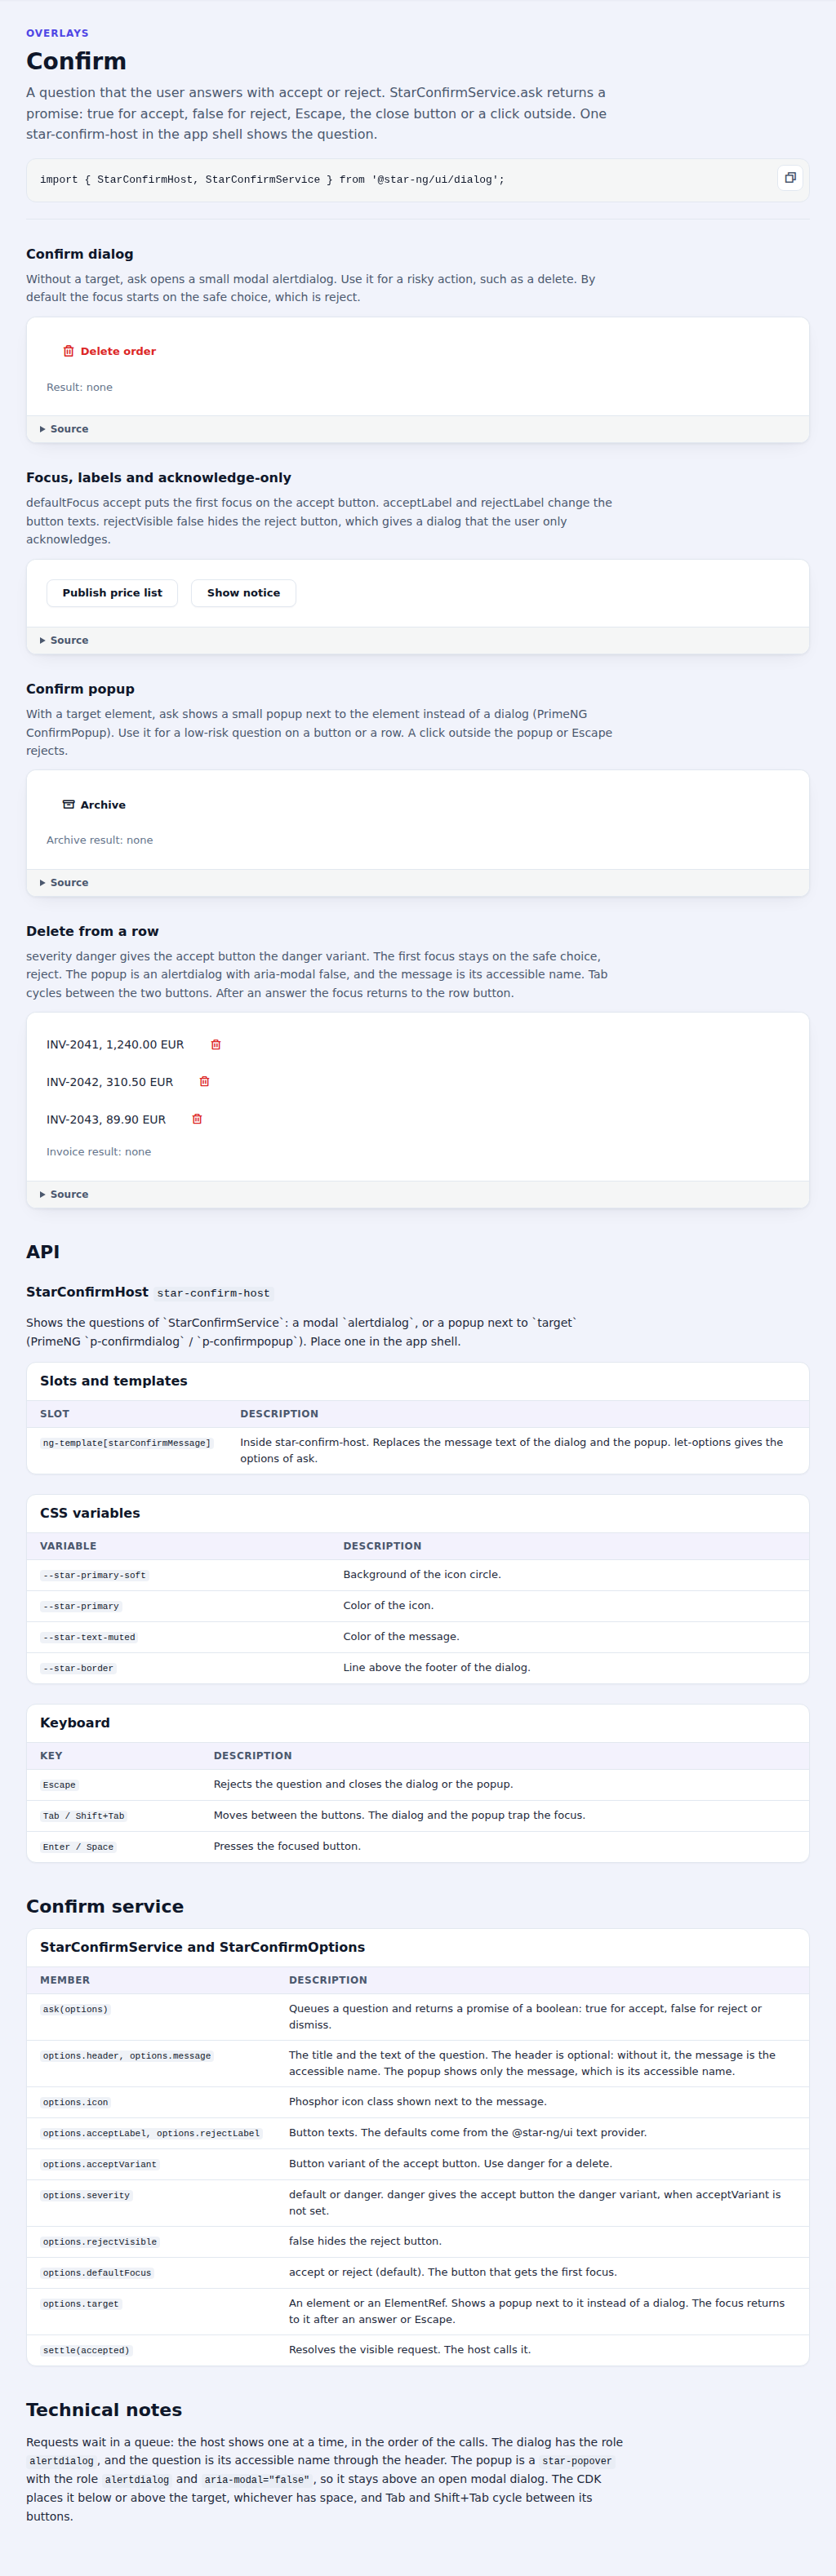 OVERLAYS
Confirm
A question that the user answers with accept or reject. StarConfirmService.ask returns a
promise: true for accept, false for reject, Escape, the close button or a click outside. One
star-confirm-host in the app shell shows the question.
import { StarConfirmHost, StarConfirmService } from '@star-ng/ui/dialog';
Confirm dialog
Without a target, ask opens a small modal alertdialog. Use it for a risky action, such as a delete. By
default the focus starts on the safe choice, which is reject.
Delete order
Result: none
Source
Focus, labels and acknowledge-only
defaultFocus accept puts the first focus on the accept button. acceptLabel and rejectLabel change the
button texts. rejectVisible false hides the reject button, which gives a dialog that the user only
acknowledges.
Publish price list Show notice
Source
Confirm popup
With a target element, ask shows a small popup next to the element instead of a dialog (PrimeNG
ConfirmPopup). Use it for a low-risk question on a button or a row. A click outside the popup or Escape
rejects.
Archive
Archive result: none
Source
Delete from a row
severity danger gives the accept button the danger variant. The first focus stays on the safe choice,
reject. The popup is an alertdialog with aria-modal false, and the message is its accessible name. Tab
cycles between the two buttons. After an answer the focus returns to the row button.
INV-2041, 1,240.00 EUR
INV-2042, 310.50 EUR
INV-2043, 89.90 EUR
Invoice result: none
Source
API
StarConfirmHost star-confirm-host
Shows the questions of `StarConfirmService`: a modal `alertdialog`, or a popup next to `target`
(PrimeNG `p-confirmdialog` / `p-confirmpopup`). Place one in the app shell.
Slots and templates
SLOT DESCRIPTION
ng-template[starConfirmMessage] Inside star-confirm-host. Replaces the message text of the dialog and the popup. let-options gives the
options of ask.
CSS variables
VARIABLE DESCRIPTION
--star-primary-soft Background of the icon circle.
--star-primary Color of the icon.
--star-text-muted Color of the message.
--star-border Line above the footer of the dialog.
Keyboard
KEY DESCRIPTION
Escape Rejects the question and closes the dialog or the popup.
Tab / Shift+Tab Moves between the buttons. The dialog and the popup trap the focus.
Enter / Space Presses the focused button.
Confirm service
StarConfirmService and StarConfirmOptions
MEMBER DESCRIPTION
ask(options) Queues a question and returns a promise of a boolean: true for accept, false for reject or
dismiss.
options.header, options.message The title and the text of the question. The header is optional: without it, the message is the
accessible name. The popup shows only the message, which is its accessible name.
options.icon Phosphor icon class shown next to the message.
options.acceptLabel, options.rejectLabel Button texts. The defaults come from the @star-ng/ui text provider.
options.acceptVariant Button variant of the accept button. Use danger for a delete.
options.severity default or danger. danger gives the accept button the danger variant, when acceptVariant is
not set.
options.rejectVisible false hides the reject button.
options.defaultFocus accept or reject (default). The button that gets the first focus.
options.target An element or an ElementRef. Shows a popup next to it instead of a dialog. The focus returns
to it after an answer or Escape.
settle(accepted) Resolves the visible request. The host calls it.
Technical notes
Requests wait in a queue: the host shows one at a time, in the order of the calls. The dialog has the role
alertdialog , and the question is its accessible name through the header. The popup is a star-popover
with the role alertdialog and aria-modal="false" , so it stays above an open modal dialog. The CDK
places it below or above the target, whichever has space, and Tab and Shift+Tab cycle between its
buttons.